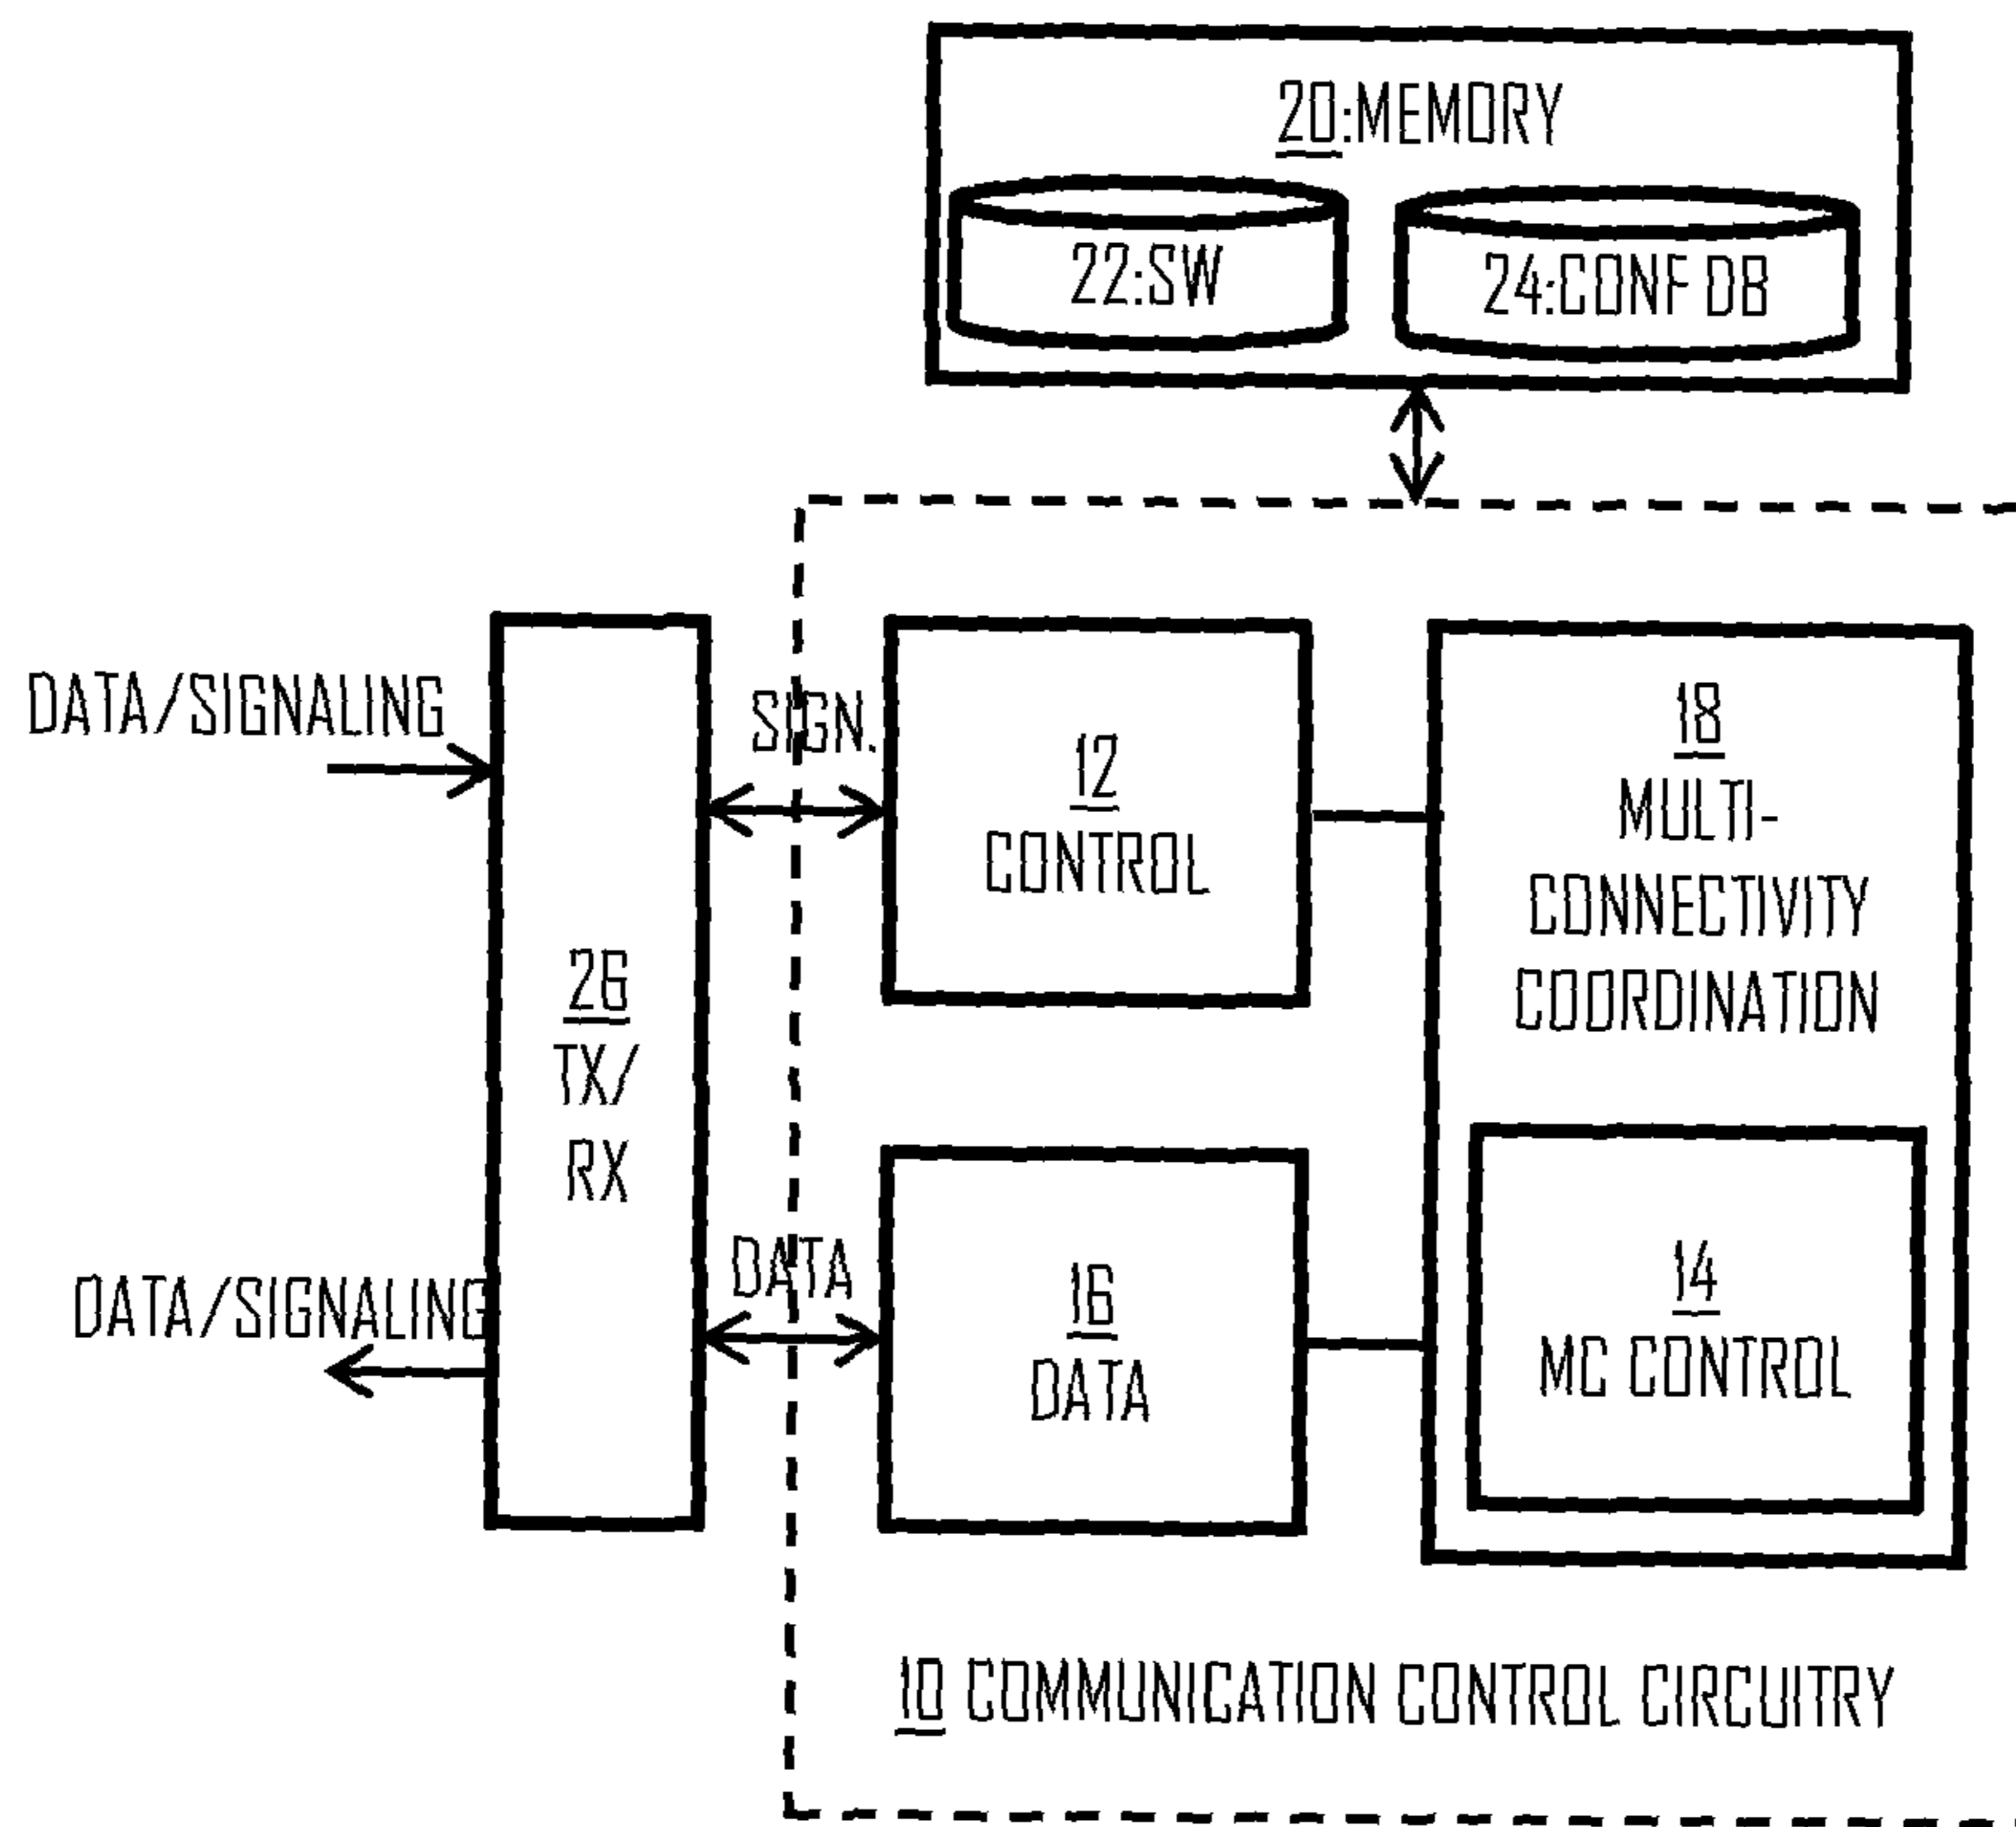 20:MEMORY
22:SW
24:CONF DB
DATA/SIGNALING
SIGN.
12
CONTROL
18
MULTI-
CONNECTIVITY
COORDINATION
26
TX/
RX
DATA/SIGNALING
DATA
16
DATA
14
MC CONTROL
10 COMMUNICATION CONTROL CIRCUITRY